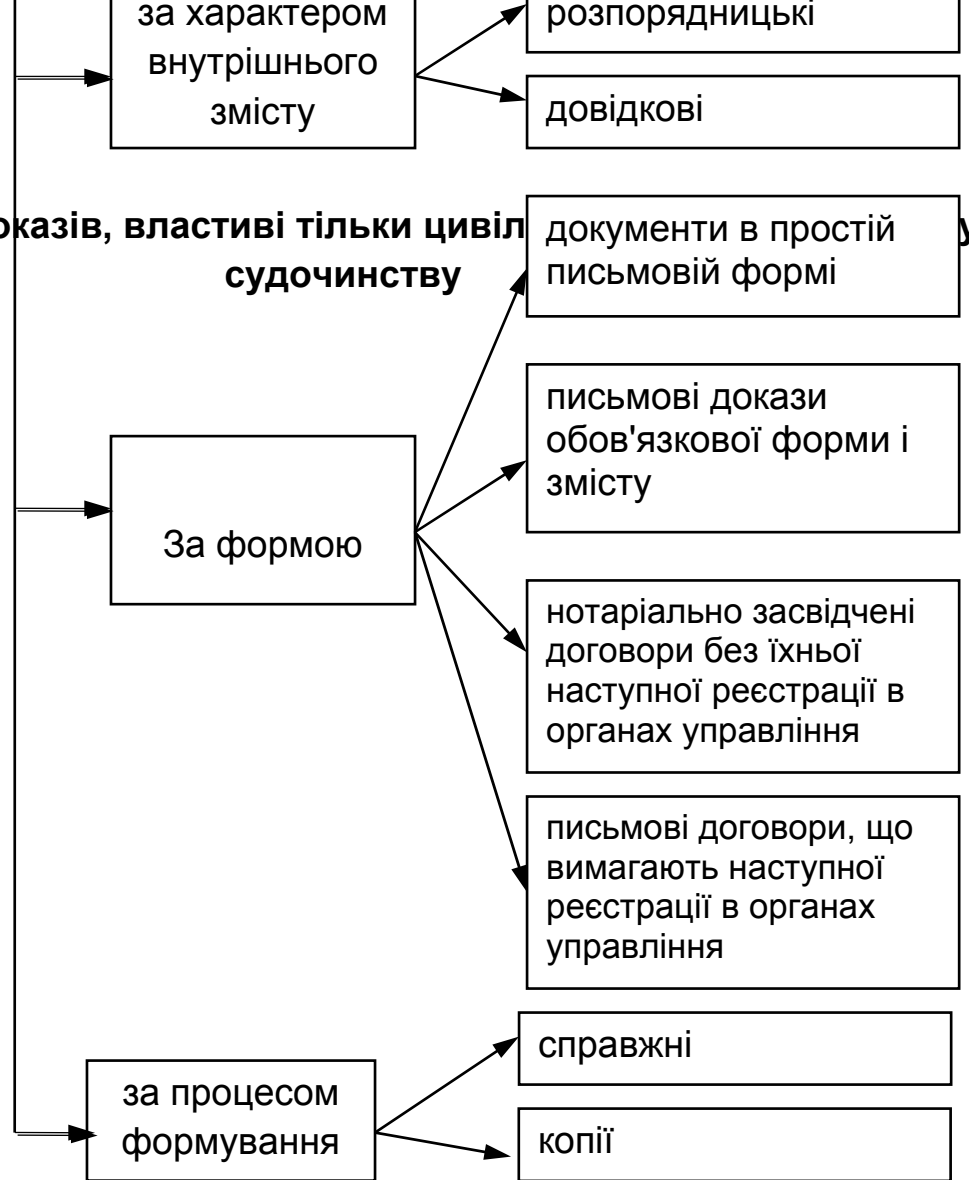 за характером
внутрішнього
змісту
розпорядницькі
довідкові
оказів, властиві тільки цивіл
судочинству
документи в простій
письмовій формі
За формою
письмові докази
обов'язкової форми і
змісту
нотаріально засвідчені
договори без їхньої
наступної реєстрації в
органах управління
письмові договори, що
вимагають наступної
реєстрації в органах
управління
за процесом
формування
справжні
копії